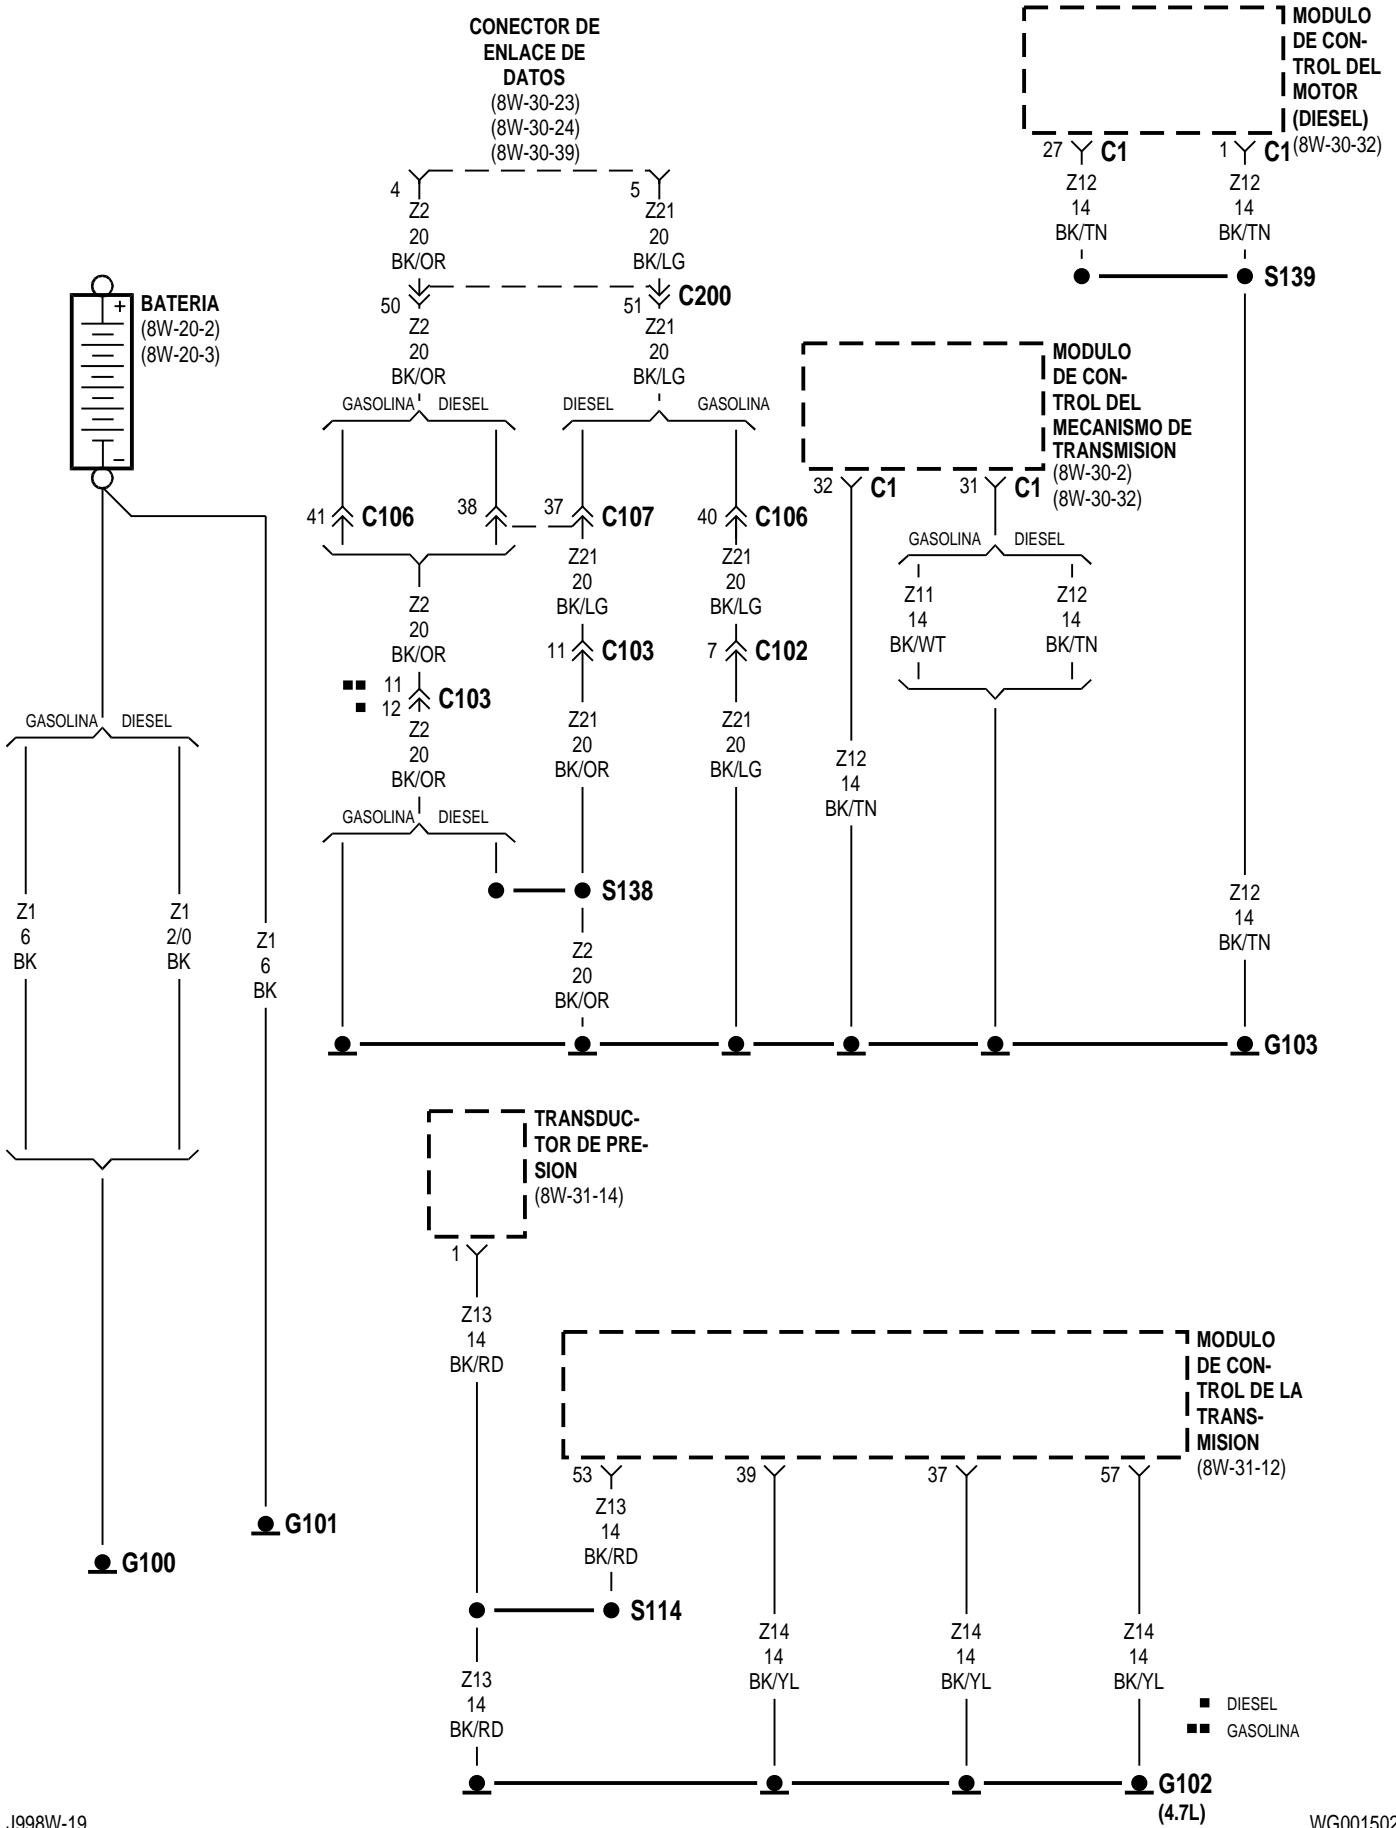 CONECTOR DE
ENLACE DE
DATOS
(8W-30-23)
(8W-30-24)
(8W-30-39)
MODULO
DE CON-
TROL DEL
MOTOR
(DIESEL)
(8W-30-32)
27 C1
1 C1
4
5
Z2
20
BK/OR
Z21
20
BK/LG
Z12
14
BK/TN
Z12
14
BK/TN
S139
+
BATERIA
(8W-20-2)
(8W-20-3)
–
50
51 C200
Z2
20
BK/OR
Z21
20
BK/LG
GASOLINA DIESEL
DIESEL GASOLINA
MODULO
DE CON-
TROL DEL
MECANISMO DE
TRANSMISION
(8W-30-2)
(8W-30-32)
32 C1
31 C1
41 C106
38
37 C107
40 C106
GASOLINA DIESEL
Z2
20
BK/OR
Z21
20
BK/LG
Z21
20
BK/LG
Z11
14
BK/WT
Z12
14
BK/TN
11
12
C103
11 C103
7 C102
Z2
20
BK/OR
Z21
20
BK/OR
Z21
20
BK/LG
Z12
14
BK/TN
GASOLINA DIESEL
GASOLINA DIESEL
S138
Z1
6
BK
Z1
2/0
BK
Z1
6
BK
Z2
20
BK/OR
Z12
14
BK/TN
G103
TRANSDUC-
TOR DE PRE-
SION
(8W-31-14)
1
Z13
14
BK/RD
MODULO
DE CON-
TROL DE LA
TRANS-
MISION
(8W-31-12)
53
39
37
57
Z13
14
BK/RD
G101
G100
S114
Z13
14
BK/RD
Z14
14
BK/YL
Z14
14
BK/YL
Z14
14
BK/YL
■ DIESEL
■■ GASOLINA
G102
(4.7L)
J998W-19
WG001502